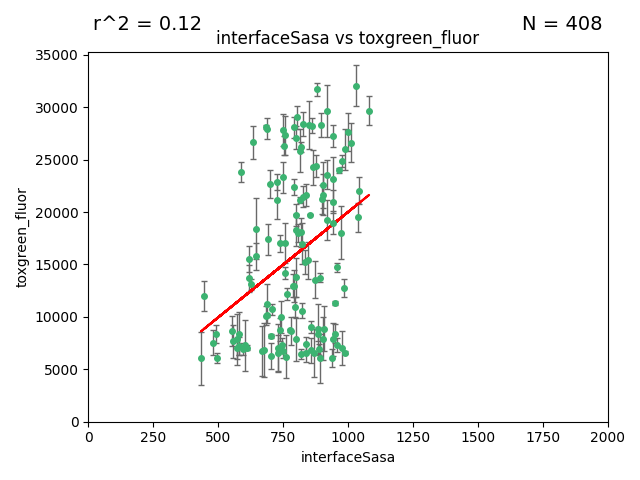 r^2 = 0.12
N = 408
interfaceSasa vs toxgreen_fluor
35000
30000
25000
20000
15000
10000
5000
0
toxgreen_fluor
0 250 500 750 1000 1250 1500 1750 2000
interfaceSasa